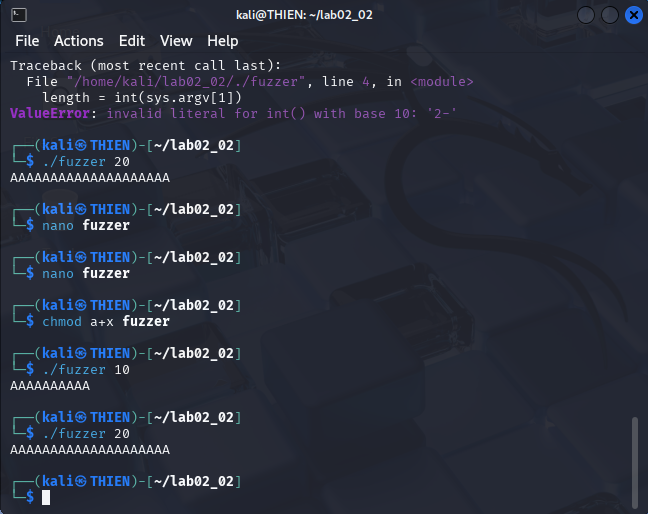 kali@THIEN: ~/lab02_02
File Actions Edit View Help
Traceback (most recent call last):
  File "/home/kali/lab02_02/./fuzzer", line 4, in <module>
    length = int(sys.argv[1])
ValueError: invalid literal for int() with base 10: '2-'
┌──(kali㉿THIEN)-[~/lab02_02]
└─$ ./fuzzer 20
AAAAAAAAAAAAAAAAAAAA
┌──(kali㉿THIEN)-[~/lab02_02]
└─$ nano fuzzer
┌──(kali㉿THIEN)-[~/lab02_02]
└─$ nano fuzzer
┌──(kali㉿THIEN)-[~/lab02_02]
└─$ chmod a+x fuzzer
┌──(kali㉿THIEN)-[~/lab02_02]
└─$ ./fuzzer 10
AAAAAAAAAA
┌──(kali㉿THIEN)-[~/lab02_02]
└─$ ./fuzzer 20
AAAAAAAAAAAAAAAAAAAA
┌──(kali㉿THIEN)-[~/lab02_02]
└─$